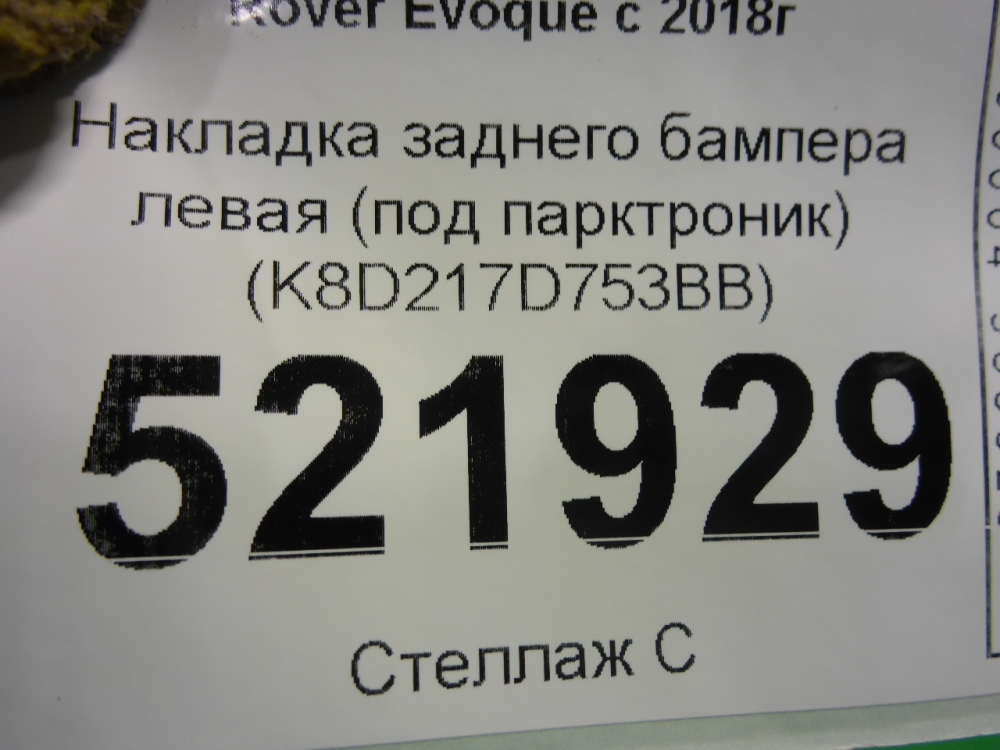 Rover Evoque с 2018г
Накладка заднего бампера
левая (под парктроник)
(K8D217D753BB)
521929
Стеллаж С